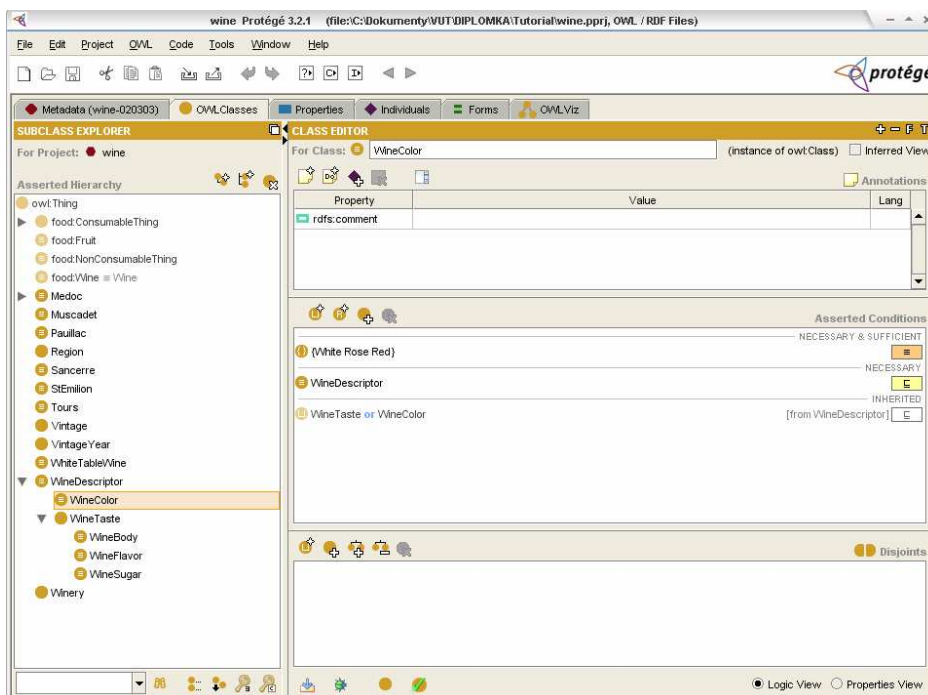 wine Protégé 3.2.1 (file:\C:\Dokumenty\VUT\DIPLOMKA\Tutorial\wine.pprj, OWL / RDF Files)
File Edit Project OWL Code Tools Window Help
protégé
Metadata (wine-020303) OWLClasses Properties Individuals Forms OWLViz
SUBCLASS EXPLORER
For Project: wine
Asserted Hierarchy
owl:Thing
food:ConsumableThing
food:Fruit
food:NonConsumableThing
food:Wine ≡ Wine
Medoc
Muscadet
Pauillac
Region
Sancerre
StEmilion
Tours
Vintage
VintageYear
WhiteTableWine
WineDescriptor
WineColor
WineTaste
WineBody
WineFlavor
WineSugar
Winery
CLASS EDITOR
F T
For Class: WineColor (instance of owl:Class) Inferred View
Annotations
Property Value Lang
rdfs:comment
Asserted Conditions
NECESSARY & SUFFICIENT
{White Rose Red} ≡
NECESSARY
WineDescriptor ⊑
INHERITED
WineTaste or WineColor [from WineDescriptor] ⊑
Disjoints
Logic View Properties View